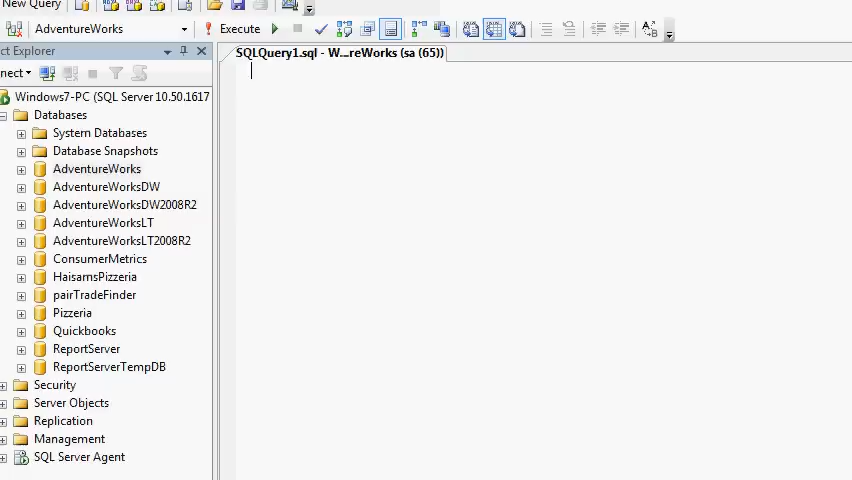 New Query
AdventureWorks
Execute
ct Explorer
nect
SQLQuery1.sql - W...reWorks (sa (65))
Windows7-PC (SQL Server 10.50.1617
Databases
System Databases
Database Snapshots
AdventureWorks
AdventureWorksDW
AdventureWorksDW2008R2
AdventureWorksLT
AdventureWorksLT2008R2
ConsumerMetrics
HaisamsPizzeria
pairTradeFinder
Pizzeria
Quickbooks
ReportServer
ReportServerTempDB
Security
Server Objects
Replication
Management
SQL Server Agent